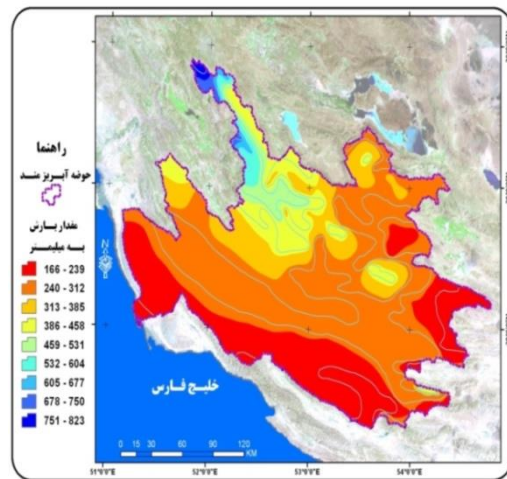 راهنما
حوضه آبریز مند
مقدار بارش
به میلیمتر
166 - 239
240 - 312
313 - 385
386 - 458
459 - 531
532 - 604
605 - 677
678 - 750
751 - 823
N
خلیج فارس
0 15 30 60 90 120
KM
51°0'0"E 52°0'0"E 53°0'0"E 54°0'0"E